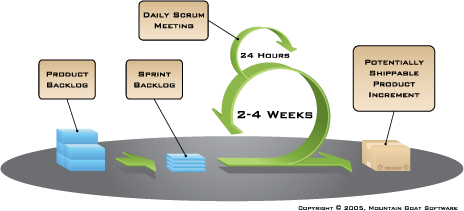 Daily Scrum
Meeting
24 Hours
Product
Backlog
Sprint
Backlog
Potentially
Shippable
Product
Increment
2-4 Weeks
Copyright © 2005, Mountain Goat Software